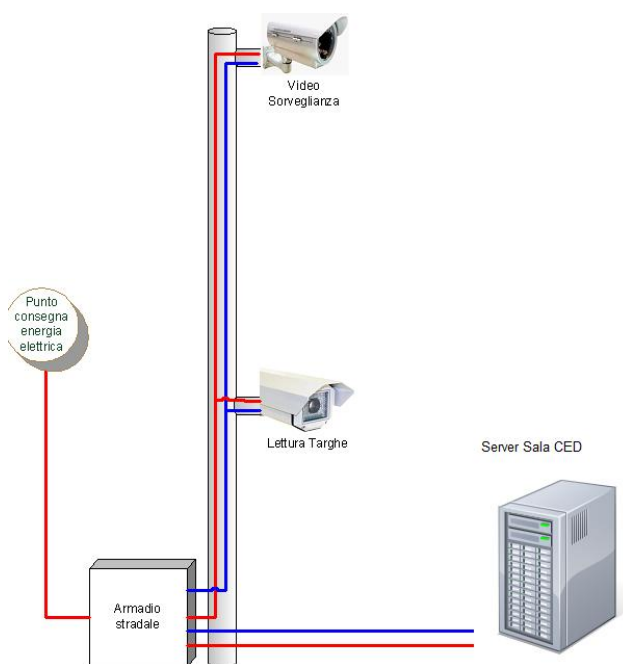 Video
Sorveglianza
Punto
consegna
energia
elettrica
Lettura Targhe
Server Sala CED
Armadio
stradale